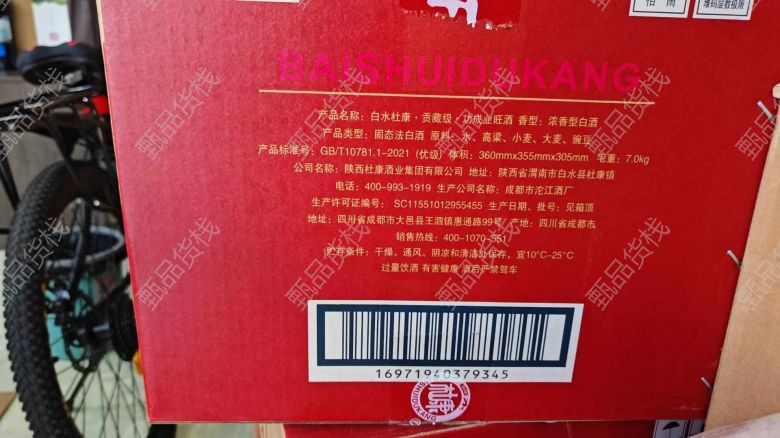 怕雨
堆码层数极限
BAISHUIDUKANG
产品名称：白水杜康·贡藏级·功成业旺酒 香型：浓香型白酒
产品类型：固态法白酒 原料：水、高粱、小麦、大麦、豌豆
产品标准号：GB/T10781.1-2021 (优级) 体积：360mmx355mmx305mm 毛重：7.0kg
公司名称：陕西杜康酒业集团有限公司 地址：陕西省渭南市白水县杜康镇
电话：400-993-1919 生产公司名称：成都市沱江酒厂
生产许可证编号：SC11551012955455 生产日期、批号：见箱顶
地址：四川省成都市大邑县王泗镇惠通路99号 产地：四川省成都市
销售热线：400-1070-551
贮存条件：干燥、通风、阴凉和清洁处保存，宜10°C-25°C
过量饮酒 有害健康 酒后严禁驾车
16971940379345
甄品货栈